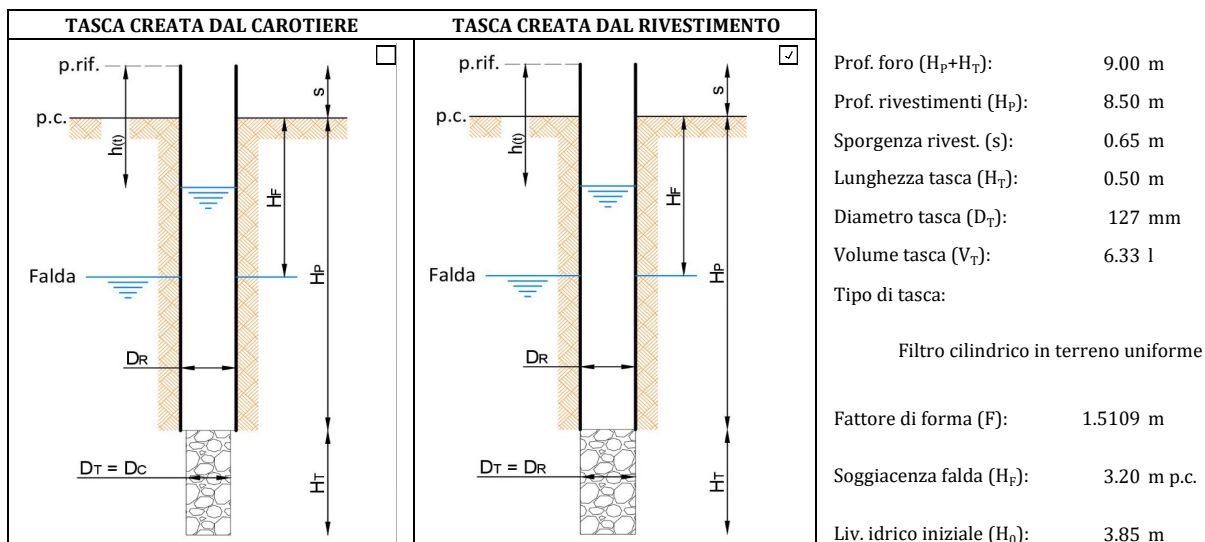 TASCA CREATA DAL CAROTIERE
p.rif.
s
p.c.
h(t)
HF
Falda
HP
DR
DT = DC
HT
TASCA CREATA DAL RIVESTIMENTO
p.rif.
s
p.c.
h(t)
HF
Falda
HP
DR
DT = DR
HT
Prof. foro (HP+HT): 9.00 m
Prof. rivestimenti (HP): 8.50 m
Sporgenza rivest. (s): 0.65 m
Lunghezza tasca (HT): 0.50 m
Diametro tasca (DT): 127 mm
Volume tasca (VT): 6.33 l
Tipo di tasca:
Filtro cilindrico in terreno uniforme
Fattore di forma (F): 1.5109 m
Soggiacenza falda (HF): 3.20 m p.c.
Liv. idrico iniziale (H0): 3.85 m